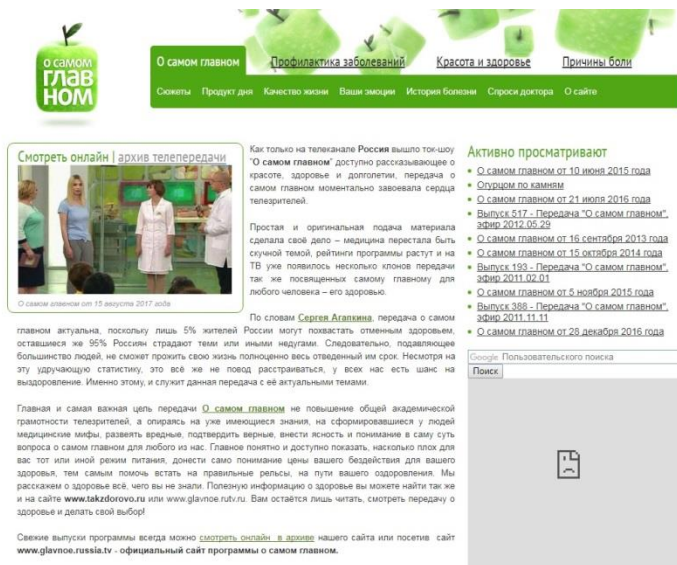 О САМОМ
ГЛАВ
НОМ
О самом главном
Профилактика заболеваний
Красота и здоровье
Причины боли
Сюжеты Продукт дня Качество жизни Ваши эмоции История болезни Спроси доктора О сайте
Смотреть онлайн | архив телепередачи
О самом главном от 15 августа 2017 года
Как только на телеканале Россия вышло ток-шоу
"О самом главном" доступно рассказывающее о
красоте, здоровье и долголетии, передача о
самом главном моментально завоевала сердца
телезрителей.
Простая и оригинальная подача материала
сделала своё дело – медицина перестала быть
скучной темой, рейтинги программы растут и на
ТВ уже появилось несколько клонов передачи
так же посвященных самому главному для
любого человека – его здоровью.
По словам Сергея Агапкина, передача о самом
главном актуальна, поскольку лишь 5% жителей России могут похвастать отменным здоровьем,
оставшиеся же 95% Россиян страдают теми или иными недугами. Следовательно, подавляющее
большинство людей, не сможет прожить свою жизнь полноценно весь отведенный им срок. Несмотря на
эту удручающую статистику, это всё же не повод расстраиваться, у всех нас есть шанс на
выздоровление. Именно этому, и служит данная передача с её актуальными темами.
Главная и самая важная цель передачи О самом главном не повышение общей академической
грамотности телезрителей, а опираясь на уже имеющиеся знания, на сформировавшиеся у людей
медицинские мифы, развеять вредные, подтвердить верные, внести ясность и понимание в саму суть
вопроса о самом главном для любого из нас. Главное понятно и доступно показать, насколько плох для
вас тот или иной режим питания, донести само понимание цены вашего бездействия для вашего
здоровья, тем самым помочь встать на правильные рельсы, на пути вашего оздоровления. Мы
расскажем о здоровье всё, чего вы не знали. Полезную информацию о здоровье вы можете найти так же
и на сайте www.takzdorovo.ru или www.glavnoe.rutv.ru. Вам остаётся лишь читать, смотреть передачу о
здоровье и делать свой выбор!
Свежие выпуски программы всегда можно смотреть онлайн в архиве нашего сайта или посетив сайт
www.glavnoe.russia.tv - официальный сайт программы о самом главном.
Активно просматривают
О самом главном от 10 июня 2015 года
Огурцом по камням
О самом главном от 21 июля 2016 года
Выпуск 517 - Передача "О самом главном",
эфир 2012.05.29
О самом главном от 16 сентября 2013 года
О самом главном от 15 октября 2014 года
Выпуск 193 - Передача "О самом главном",
эфир 2011.02.01
О самом главном от 5 ноября 2015 года
Выпуск 388 - Передача "О самом главном",
эфир 2011.11.11
О самом главном от 28 декабря 2016 года
Google Пользовательского поиска
Поиск